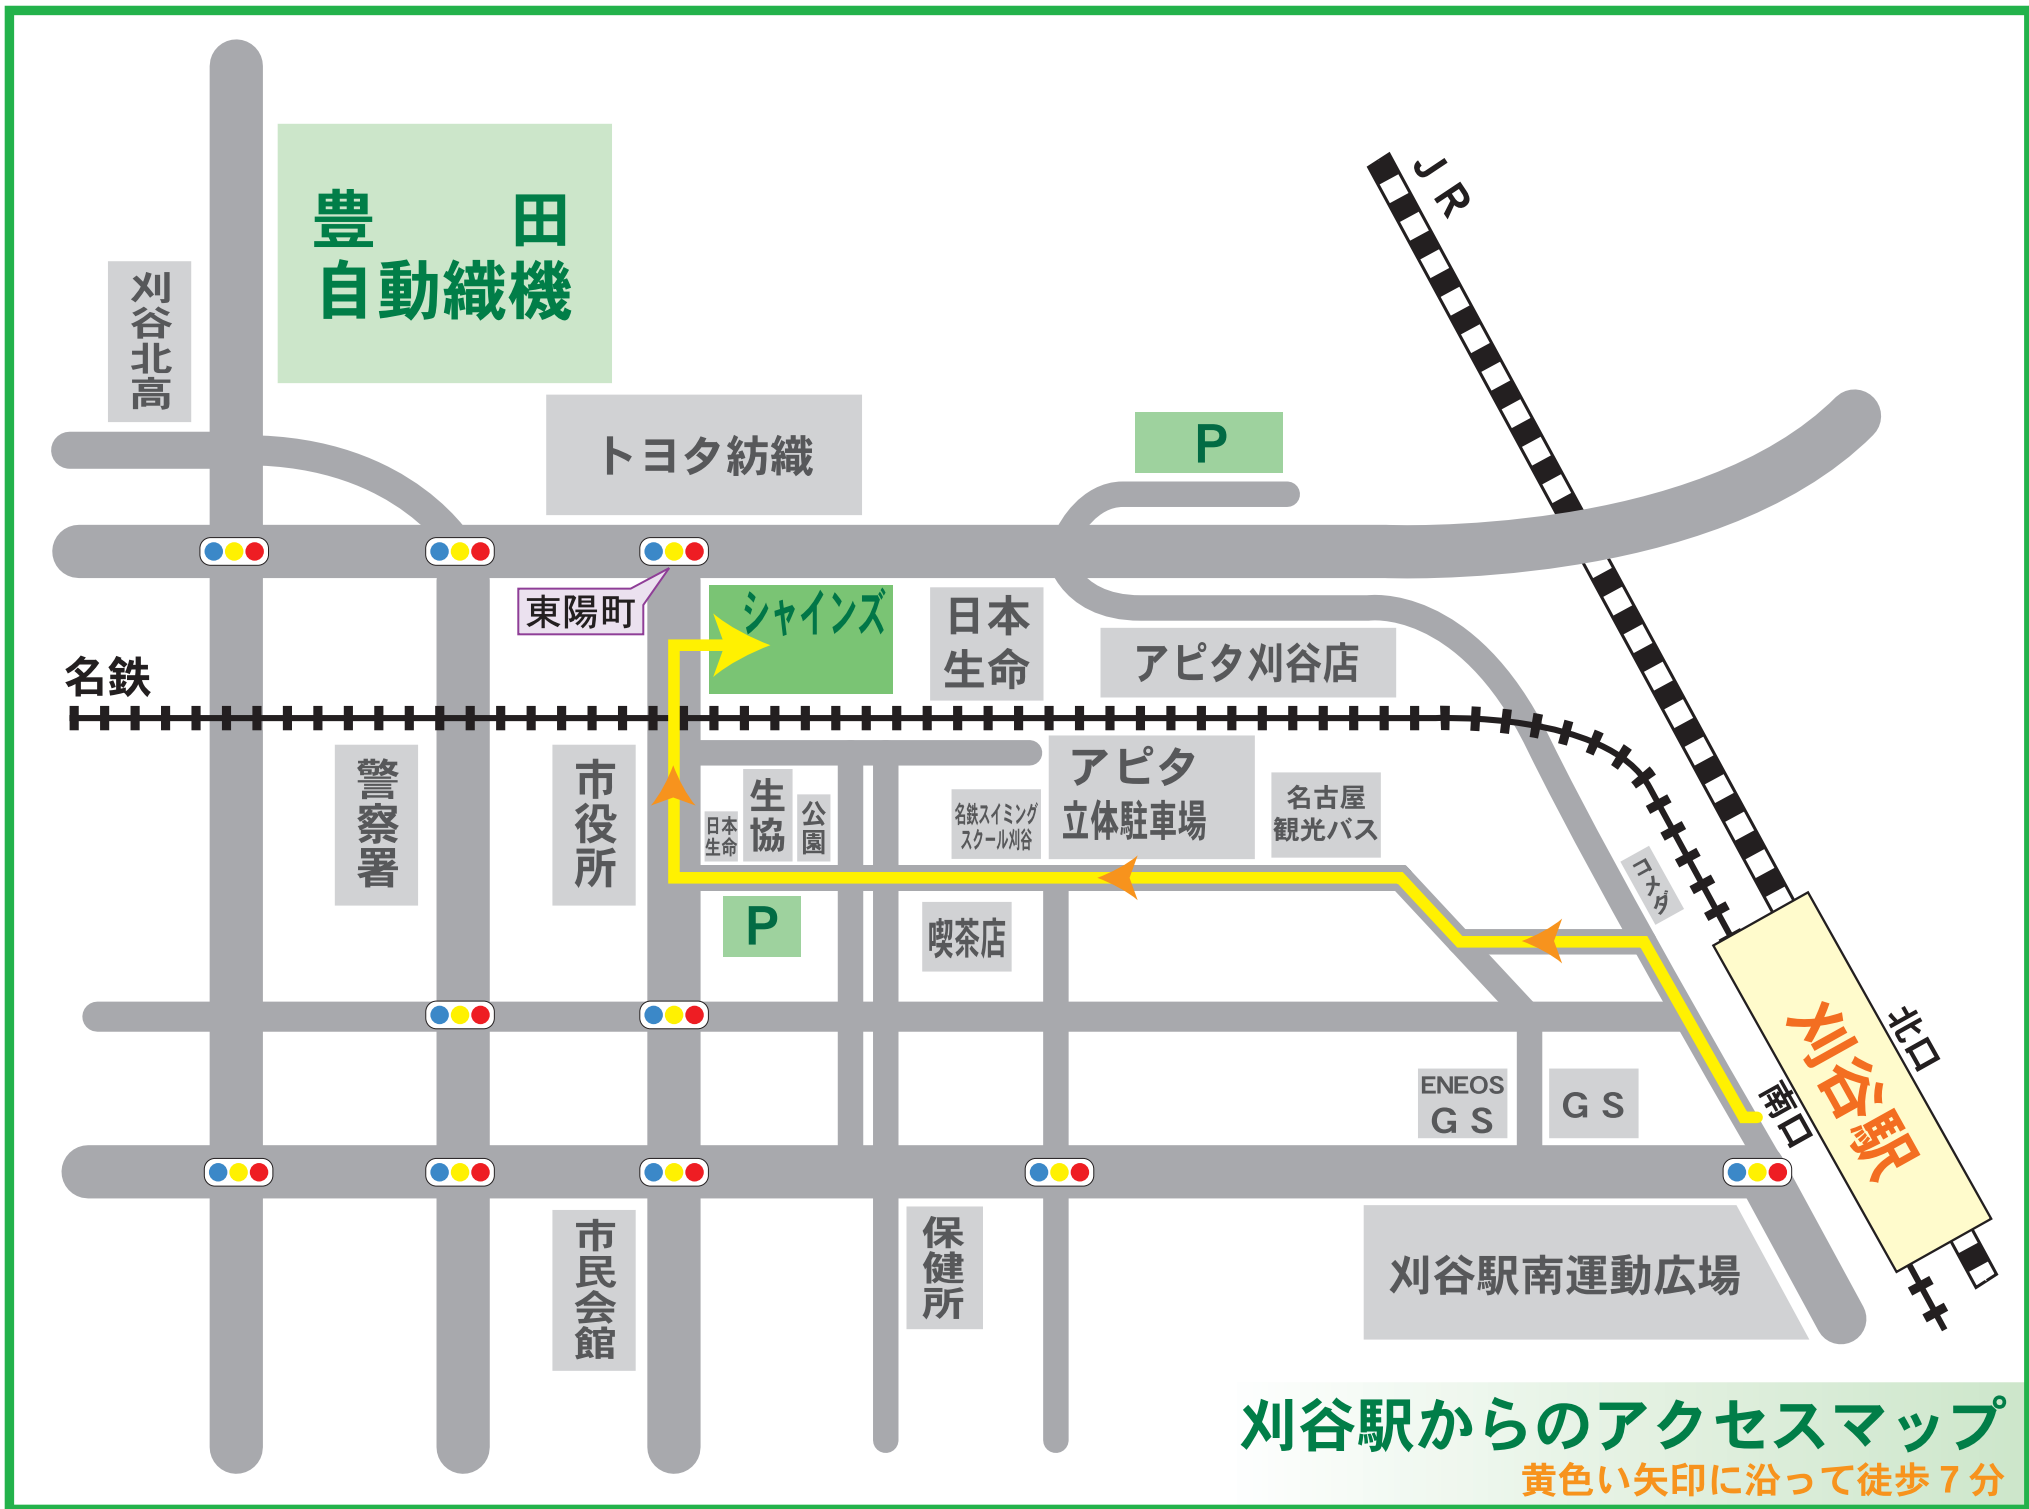 JR
豊田
自動織機
刈谷北高
トヨタ紡織
P
東陽町
シャインズ
日本
生命
アピタ刈谷店
名鉄
警察署
市役所
日本
生命
生協
公園
名鉄スイミング
スクール刈谷
アピタ
立体駐車場
名古屋
観光バス
コメダ
P
喫茶店
刈谷駅
北口
南口
ENEOS
GS
GS
市民会館
保健所
刈谷駅南運動広場
刈谷駅からのアクセスマップ
黄色い矢印に沿って徒歩7分